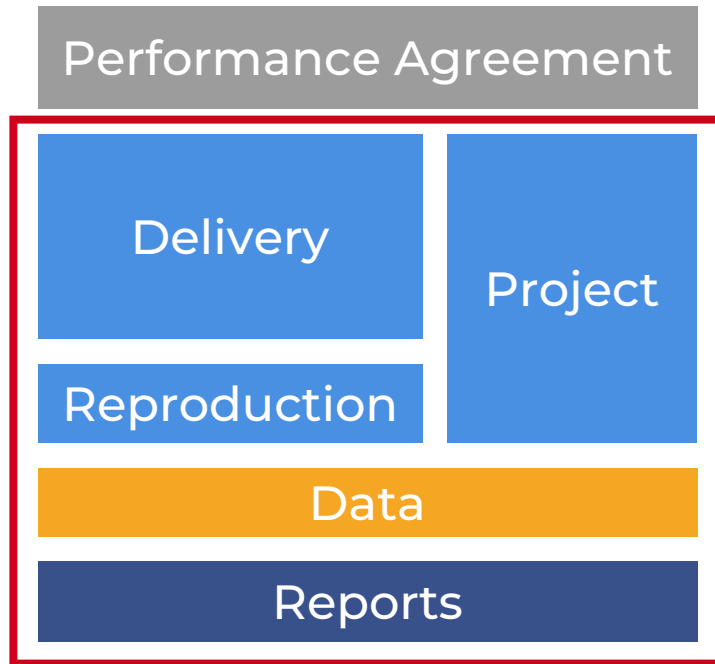 Performance Agreement
Delivery
Project
Reproduction
Data
Reports